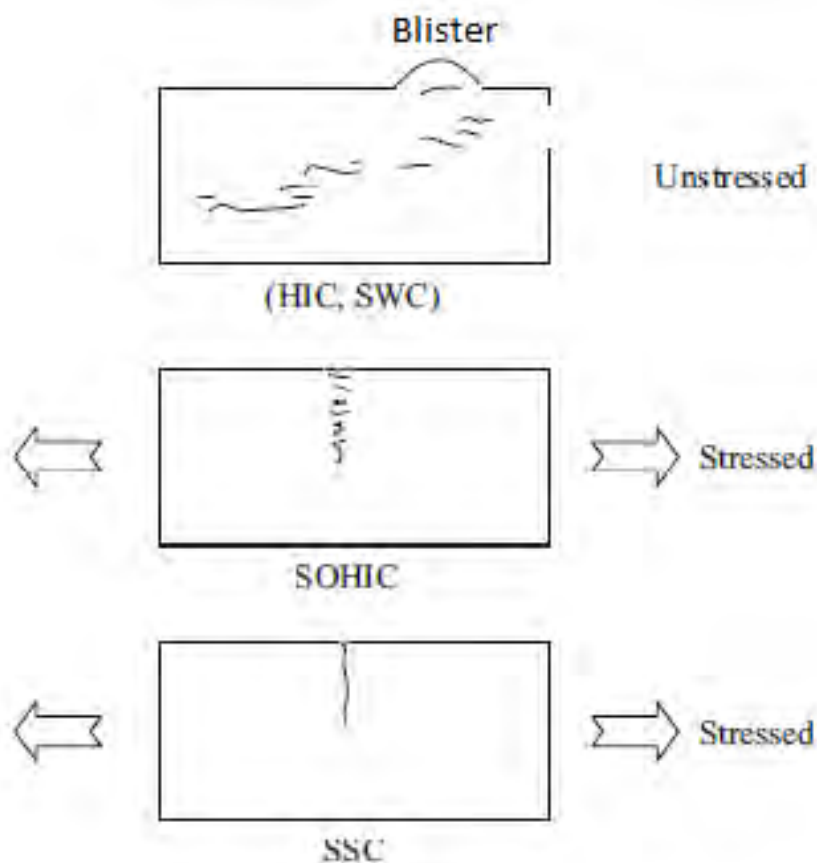 Blister
Unstressed
(HIC, SWC)
Stressed
SOHIC
Stressed
SSC